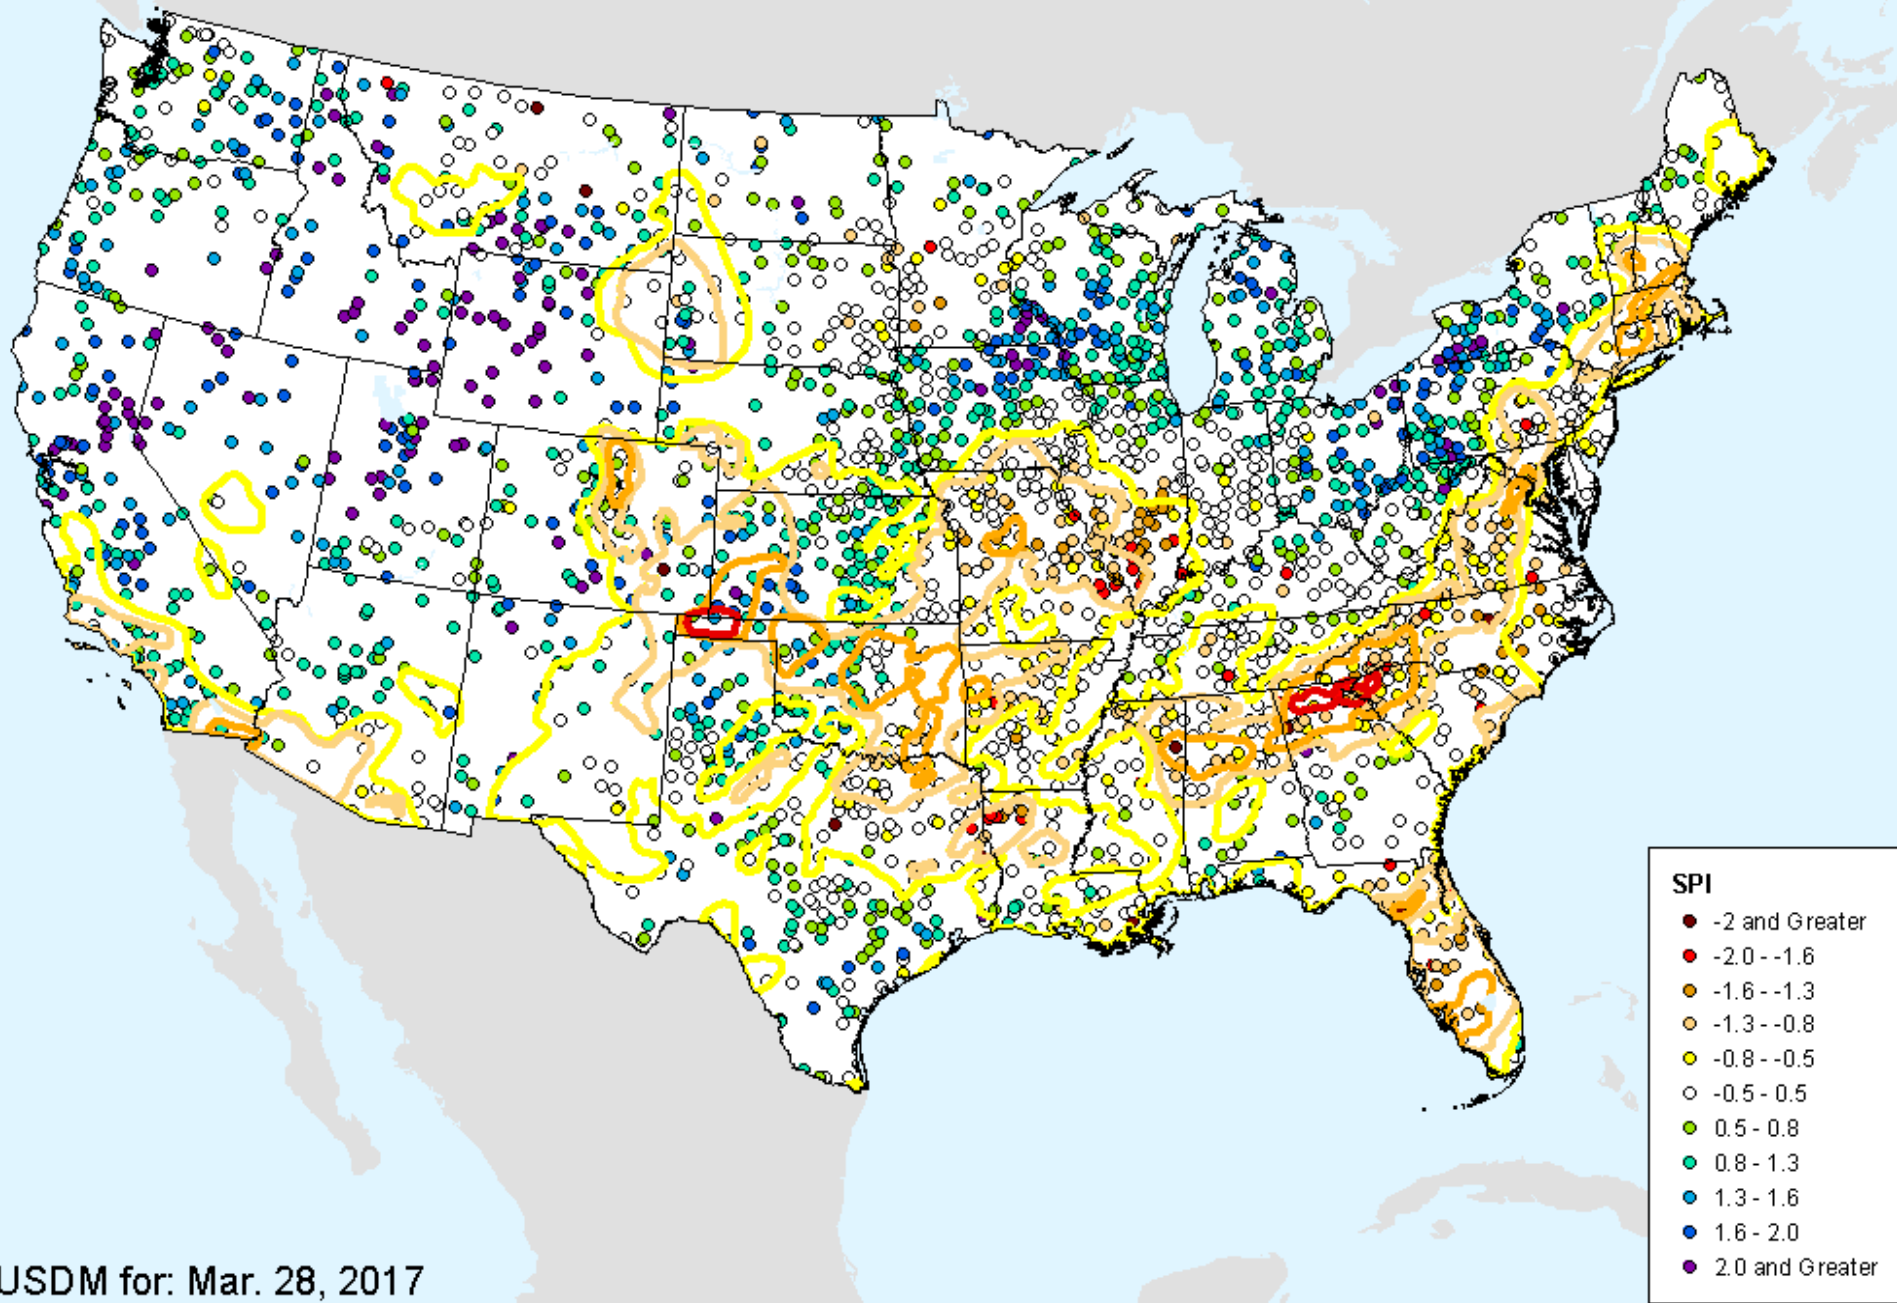 SPI
-2 and Greater
-2.0 - -1.6
-1.6 - -1.3
-1.3 - -0.8
-0.8 - -0.5
-0.5 - 0.5
0.5 - 0.8
0.8 - 1.3
1.3 - 1.6
1.6 - 2.0
2.0 and Greater
USDM for: Mar. 28, 2017